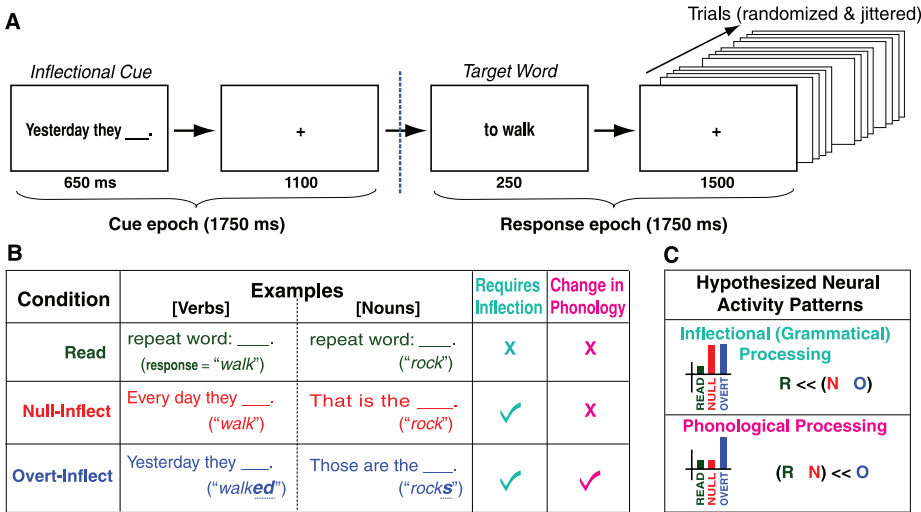 A
Trials (randomized & jittered)
Inflectional Cue
Target Word
Yesterday they ___.
+
to walk
+
650 ms
1100
250
1500
Cue epoch (1750 ms)
Response epoch (1750 ms)
B
Condition
Examples
[Verbs]
[Nouns]
Requires
Inflection
Change in
Phonology
Read
repeat word: ___.
(response = “walk”)
repeat word: ___.
(“rock”)
X
X
Null-Inflect
Every day they ___.
(“walk”)
That is the ____.
(“rock”)
✓
X
Overt-Inflect
Yesterday they ___.
(“walked”)
Those are the ___.
(“rocks”)
✓
✓
C
Hypothesized Neural
Activity Patterns
Inflectional (Grammatical)
Processing
READ
NULL
OVERT
R << (N O)
Phonological Processing
READ
NULL
OVERT
(R N) << O